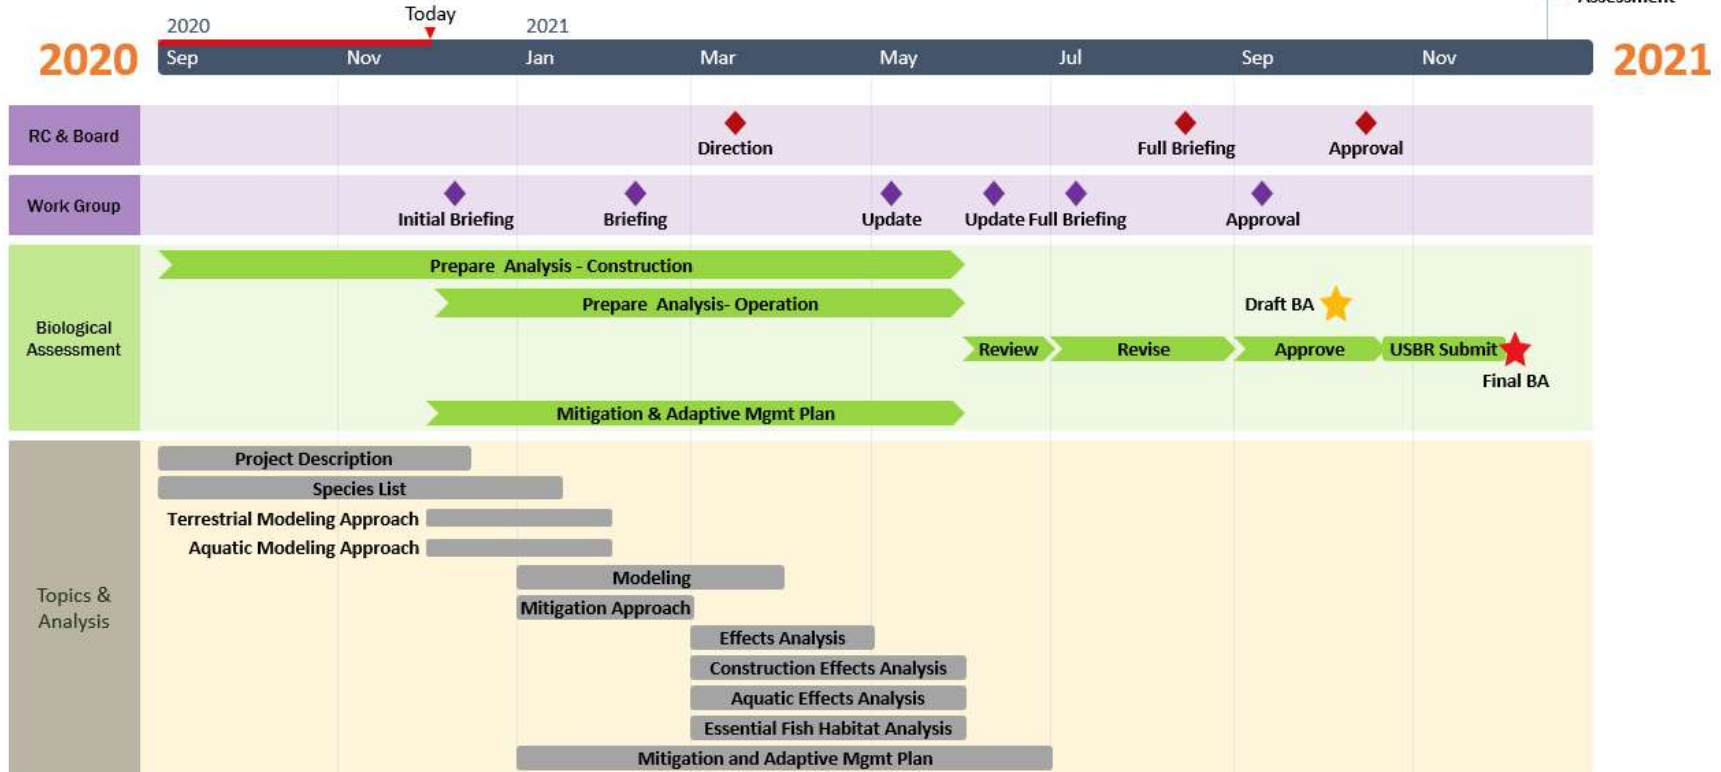 Assessment
Today
2020 2021
2020 Sep Nov Jan Mar May Jul Sep Nov 2021
RC & Board
Direction Full Briefing Approval
Work Group
Initial Briefing Briefing Update Update Full Briefing Approval
Biological
Assessment
Prepare Analysis - Construction
Prepare Analysis- Operation Draft BA
Review Revise Approve USBR Submit
Final BA
Mitigation & Adaptive Mgmt Plan
Topics &
Analysis
Project Description
Species List
Terrestrial Modeling Approach
Aquatic Modeling Approach
Modeling
Mitigation Approach
Effects Analysis
Construction Effects Analysis
Aquatic Effects Analysis
Essential Fish Habitat Analysis
Mitigation and Adaptive Mgmt Plan